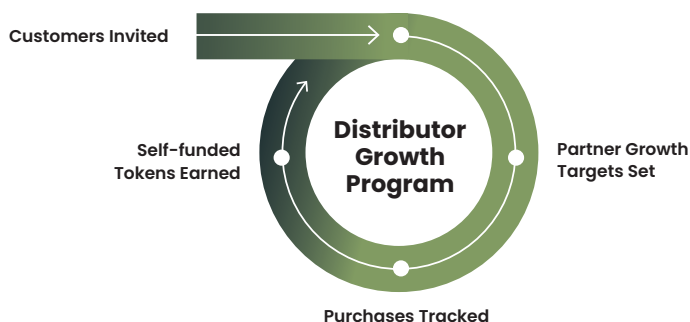 Customers Invited
Distributor
Growth
Program
Partner Growth
Targets Set
Purchases Tracked
Self-funded
Tokens Earned